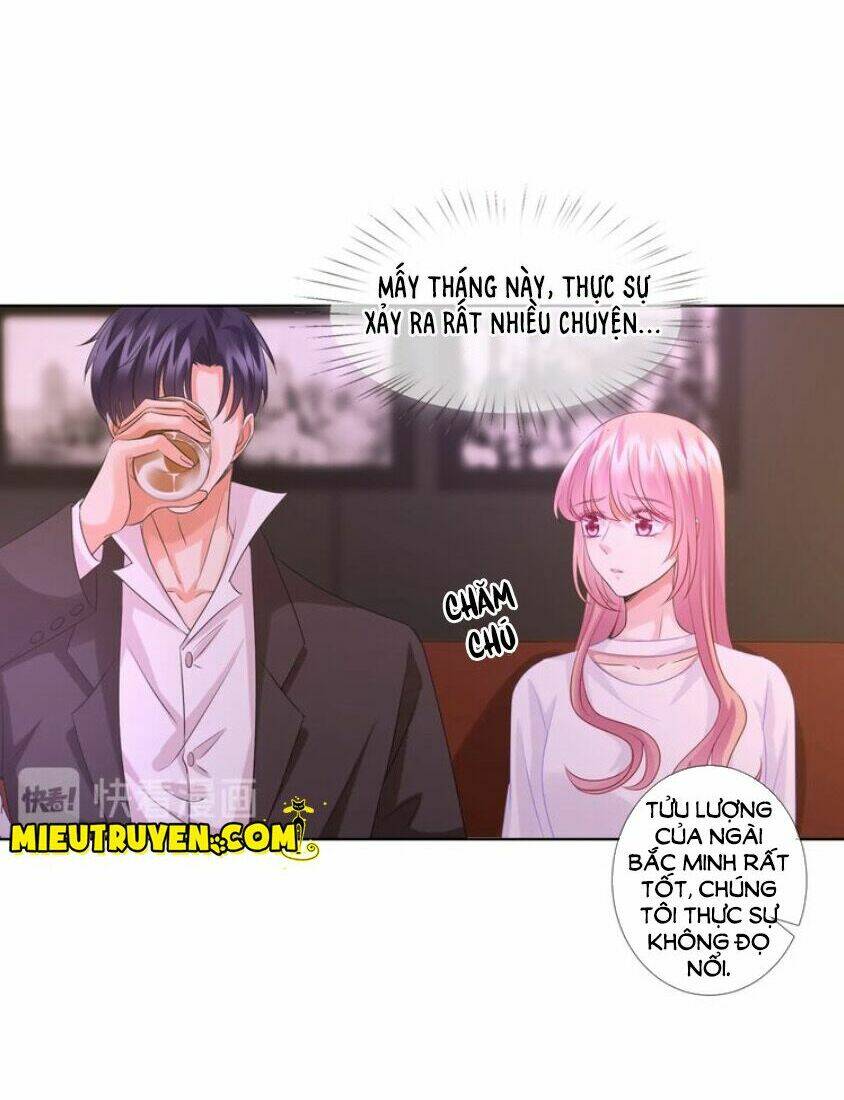 MẤY THÁNG NÀY, THỰC SỰ
XẢY RA RẤT NHIỀU CHUYỆN...
CHĂM
CHÚ
快看! 快看漫画
MIEUTRUYEN.COM
TỬU LƯỢNG
CỦA NGÀI
BẮC MINH RẤT
TỐT, CHÚNG
TÔI THỰC SỰ
KHÔNG ĐỌ
NỔI.